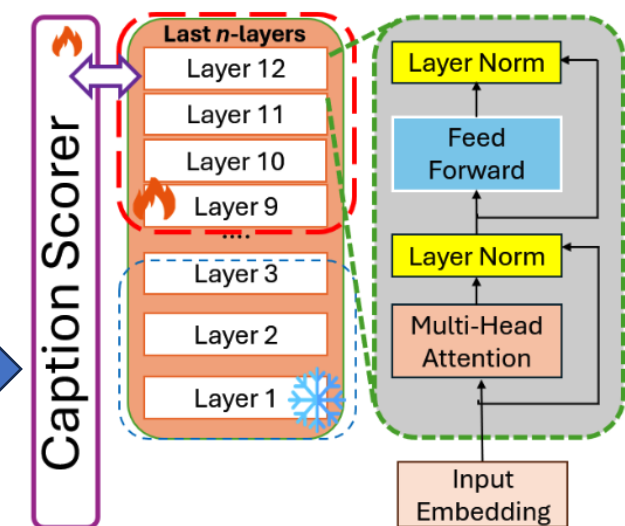 Caption Scorer
Last n-layers
Layer 12
Layer 11
Layer 10
Layer 9
....
Layer 3
Layer 2
Layer 1
Layer Norm
Feed
Forward
Layer Norm
Multi-Head
Attention
Input
Embedding